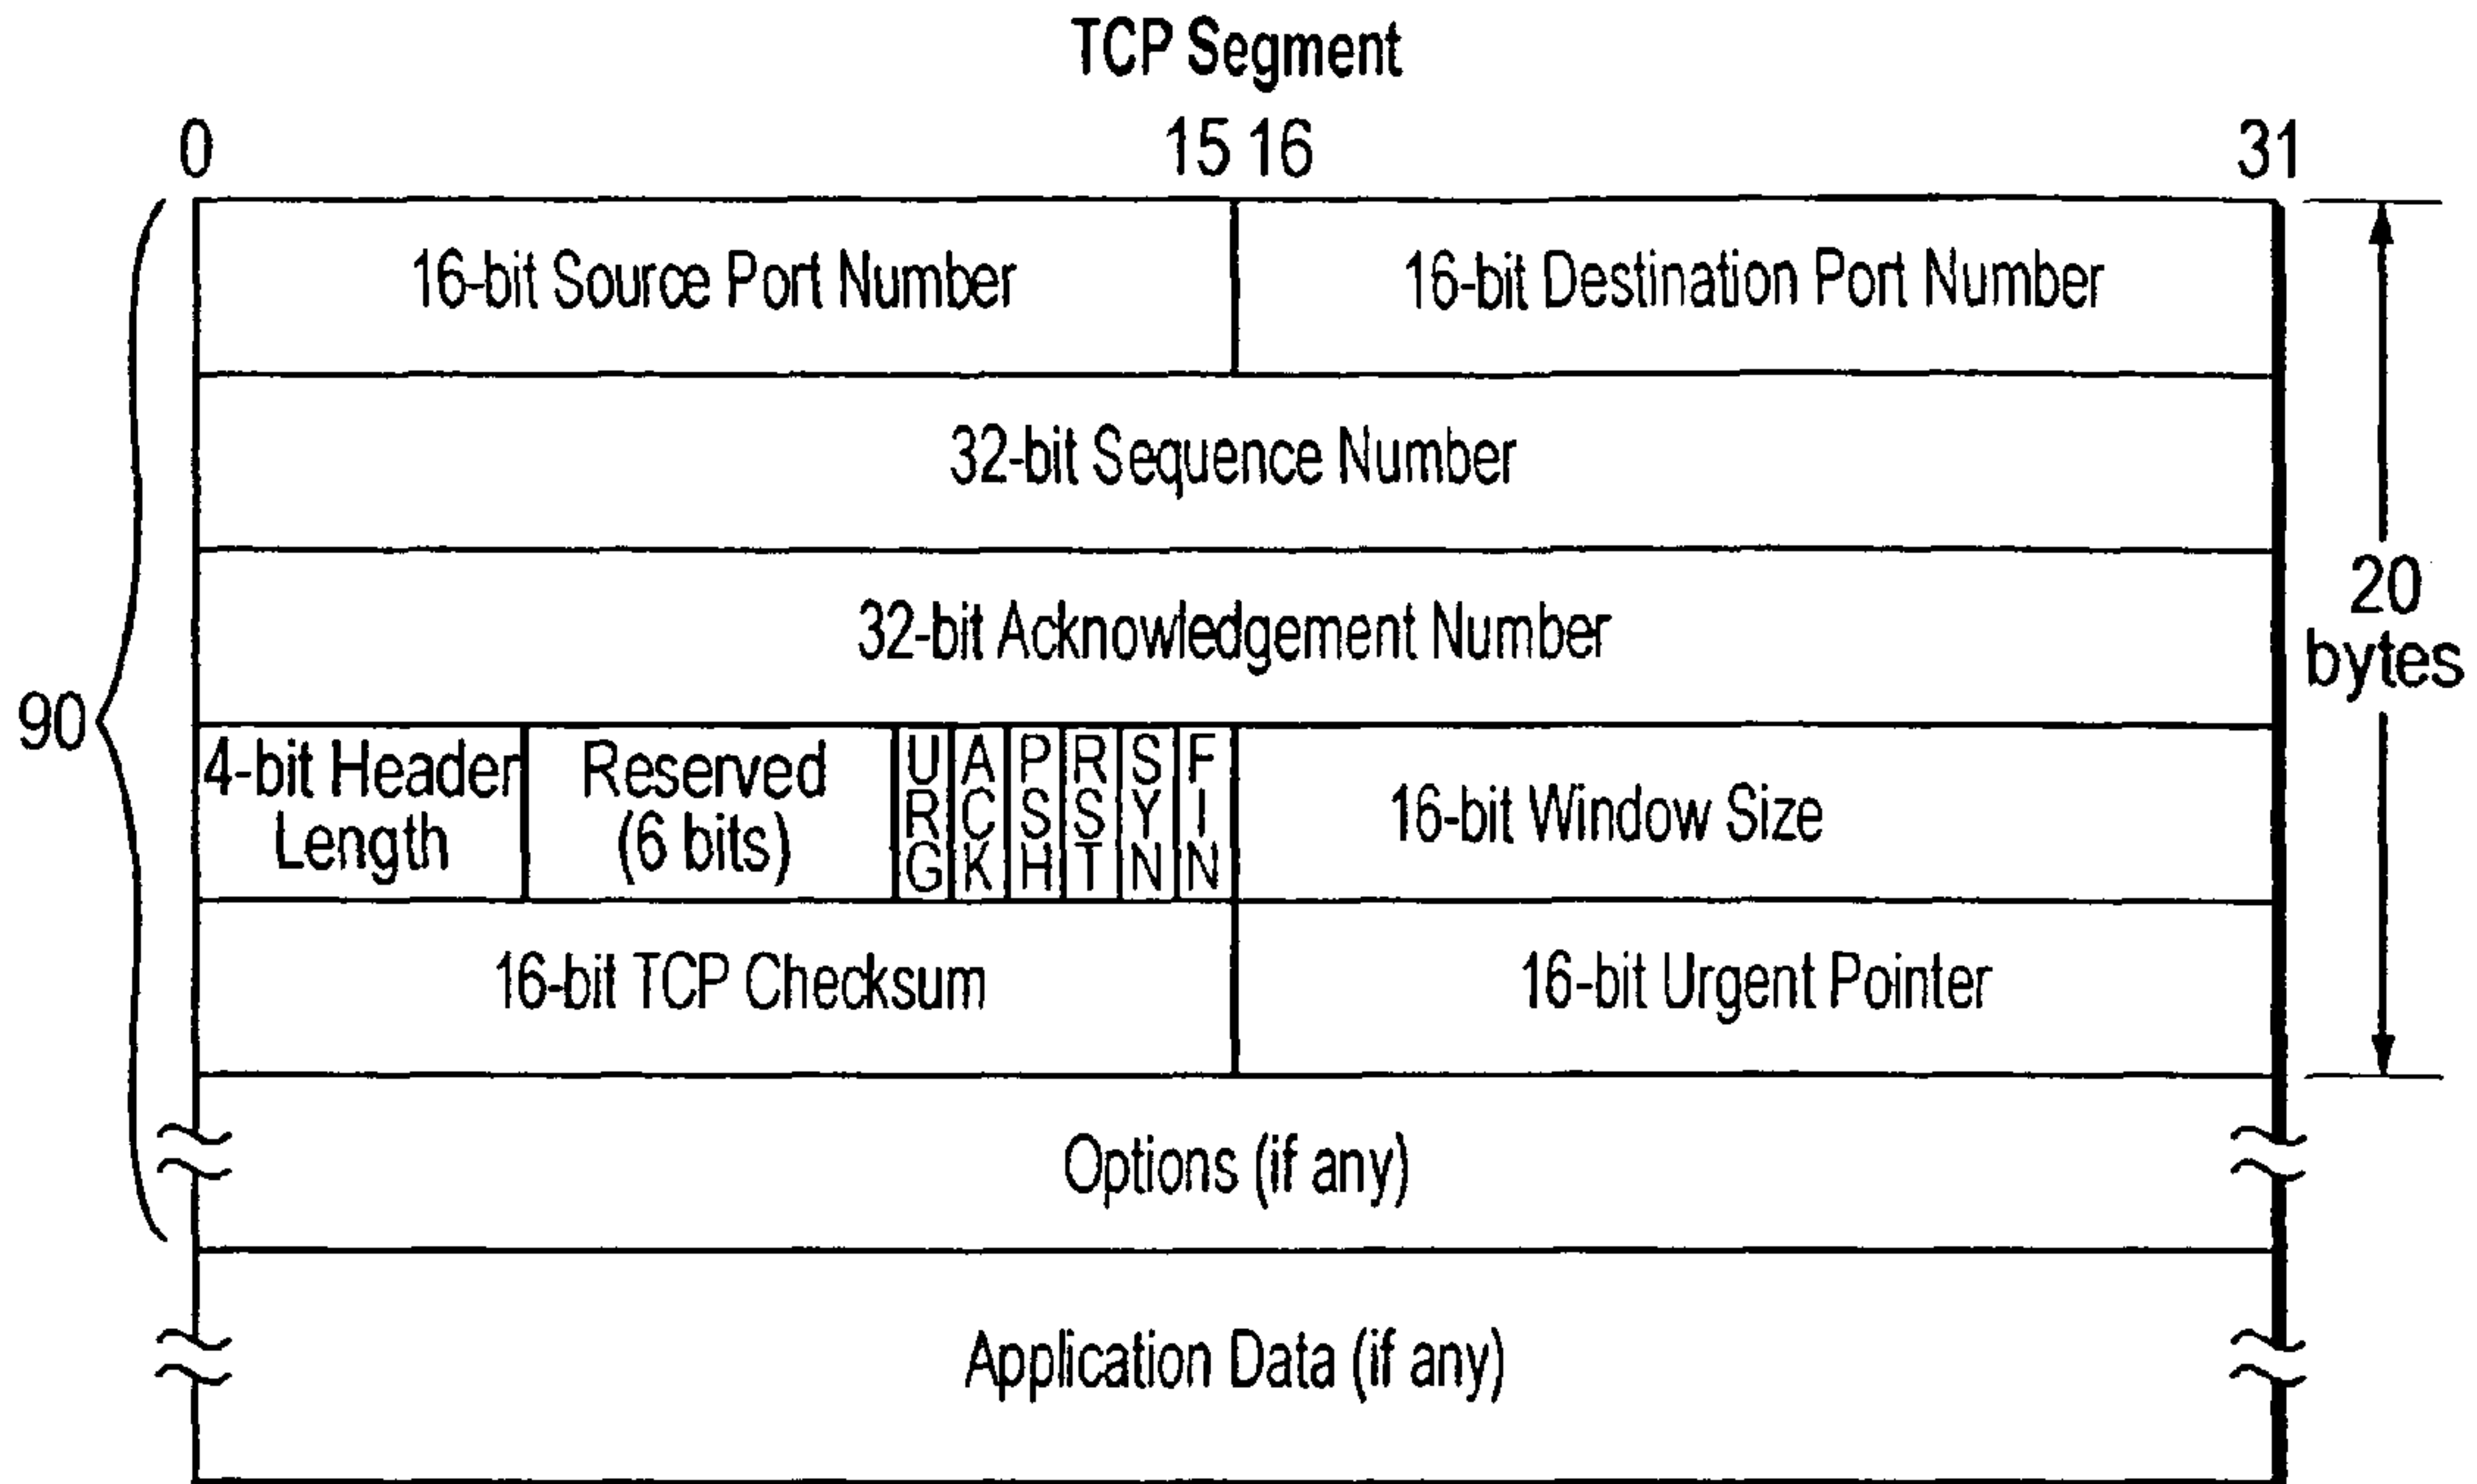 TCP Segment
0 15 16 31
16-bit Source Port Number 16-bit Destination Port Number
32-bit Sequence Number
32-bit Acknowledgement Number
20
bytes
90
4-bit Header
Length
Reserved
(6 bits)
URG
ACK
PSH
RST
SYN
FIN
16-bit Window Size
16-bit TCP Checksum 16-bit Urgent Pointer
Options (if any)
Application Data (if any)